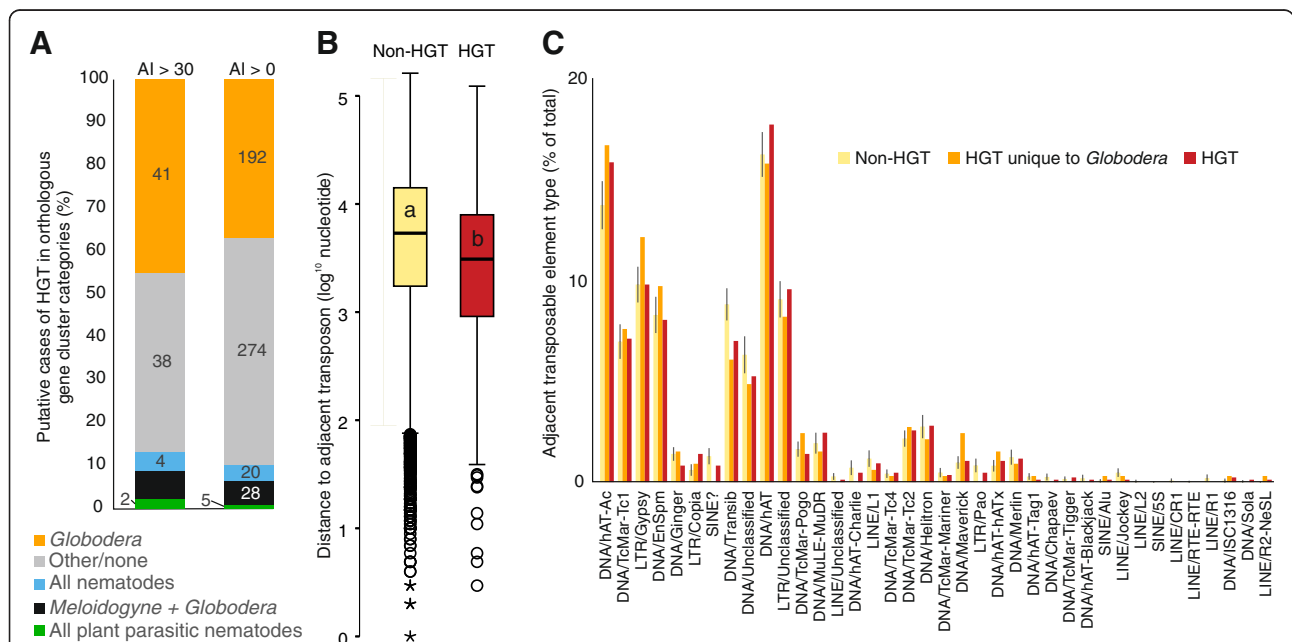 A
AI > 30
AI > 0
Putative cases of HGT in orthologous
gene cluster categories (%)
100
90
80
70
60
50
40
30
20
10
0
41
38
4
2
192
274
20
28
5
Globodera
Other/none
All nematodes
Meloidogyne + Globodera
All plant parasitic nematodes
B
Non-HGT
HGT
Distance to adjacent transposon (log10 nucleotide)
5
4
3
2
1
0
a
b
C
Adjacent transposable element type (% of total)
20
10
0
Non-HGT
HGT unique to Globodera
HGT
DNA/hAT-Ac
DNA/TcMar-Tc1
LTR/Gypsy
DNA/EnSpm
DNA/Ginger
LTR/Copia
SINE?
DNA/Transib
DNA/Unclassified
DNA/hAT
LTR/Unclassified
DNA/TcMar-Pogo
DNA/MuLE-MuDR
LINE/Unclassified
DNA/hAT-Charlie
LINE/L1
DNA/TcMar-Tc4
DNA/TcMar-Tc2
DNA/Helitron
DNA/TcMar-Mariner
DNA/Maverick
LTR/Pao
DNA/hAT-hATx
DNA/Merlin
DNA/hAT-Tag1
DNA/Chapaev
DNA/TcMar-Tigger
DNA/hAT-Blackjack
SINE/Alu
LINE/Jockey
LINE/L2
SINE/5S
LINE/CR1
LINE/RTE-RTE
LINE/R1
DNA/ISC1316
DNA/Sola
LINE/R2-NeSL